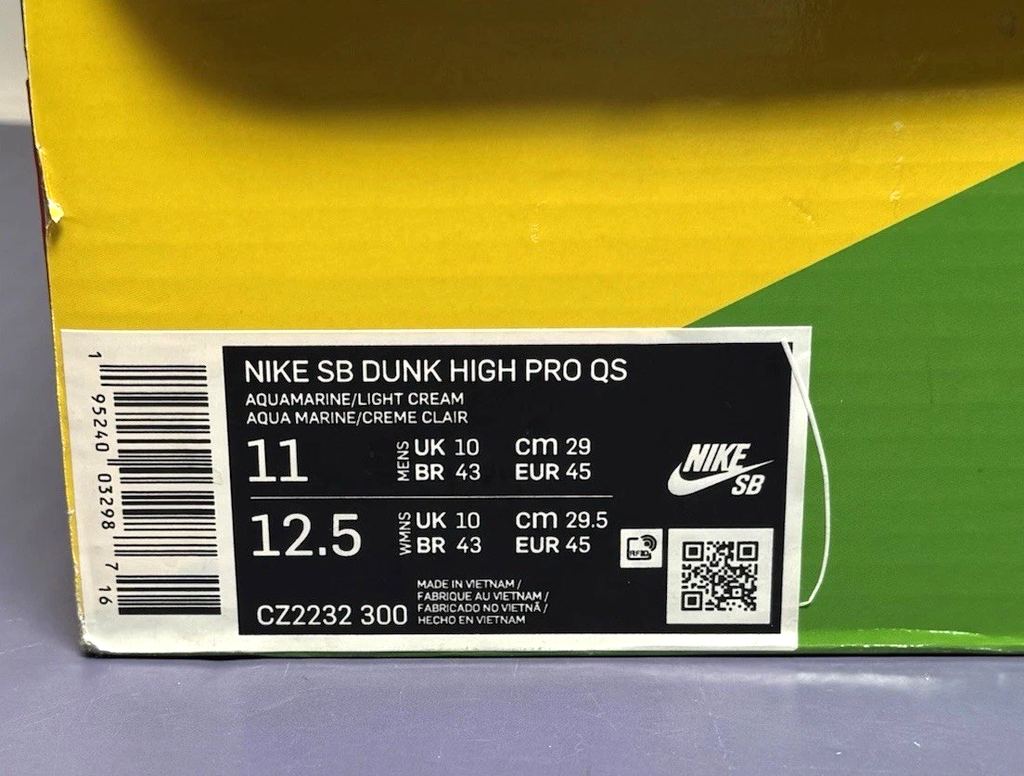 NIKE SB DUNK HIGH PRO QS
AQUAMARINE/LIGHT CREAM
AQUA MARINE/CREME CLAIR
11 MENS UK 10 CM 29
BR 43 EUR 45
12.5 WMNS UK 10 CM 29.5
BR 43 EUR 45
CZ2232 300
MADE IN VIETNAM /
FABRIQUE AU VIETNAM /
FABRICADO NO VIETNÃ /
HECHO EN VIETNAM
NIKE
SB
RFID
1 95240 03298 7 16